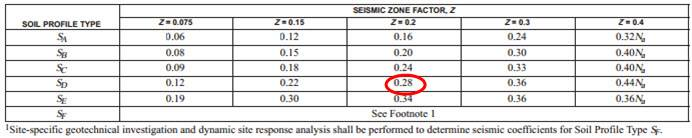 SOIL PROFILE TYPE SEISMIC ZONE FACTOR, Z
Z = 0.075 Z = 0.15 Z = 0.2 Z = 0.3 Z = 0.4
SA 0.06 0.12 0.16 0.24 0.32Na
SB 0.08 0.15 0.20 0.30 0.40Na
SC 0.09 0.18 0.24 0.33 0.40Na
SD 0.12 0.22 0.28 0.36 0.44Na
SE 0.19 0.30 0.34 0.36 0.36Na
SF See Footnote 1
1Site-specific geotechnical investigation and dynamic site response analysis shall be performed to determine seismic coefficients for Soil Profile Type SF.